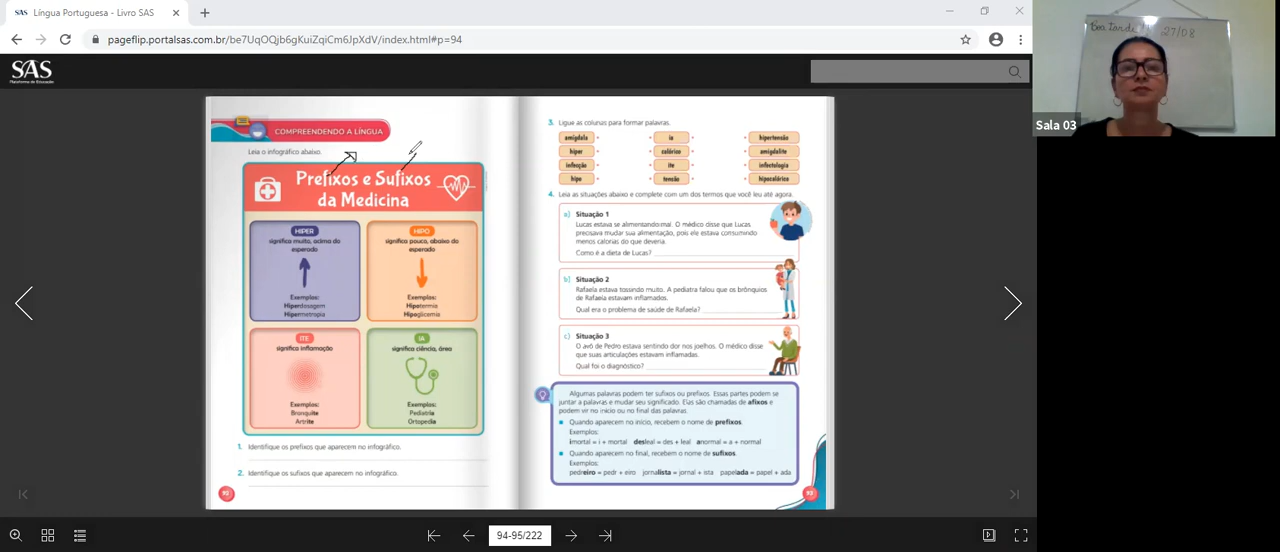 SAS Língua Portuguesa - Livro SAS
pageflip.portalsas.com.br/be7UqOQjb6gKuiZqiCm6JpXdV/index.html#p=94
SAS
Plataforma de Educação
COMPREENDENDO A LÍNGUA
Leia o infográfico abaixo.
Prefixos e Sufixos
da Medicina
HIPER
significa muito, acima do
esperado
Exemplos:
Hiperdosagem
Hipermetropia
HIPO
significa pouco, abaixo do
esperado
Exemplos:
Hipotermia
Hipoglicemia
ITE
significa inflamação
Exemplos:
Bronquite
Artrite
IA
significa ciência, área
Exemplos:
Pediatria
Ortopedia
1. Identifique os prefixos que aparecem no infográfico.
2. Identifique os sufixos que aparecem no infográfico.
3. Ligue as colunas para formar palavras.
amígdala ia hipertensão
hiper calórico amigdalite
infecção ite infectologia
hipo tensão hipocalórico
4. Leia as situações abaixo e complete com um dos termos que você leu até agora.
a) Situação 1
Lucas estava se alimentando mal. O médico disse que Lucas
precisava mudar sua alimentação, pois ele estava consumindo
menos calorias do que deveria.
Como é a dieta de Lucas?
b) Situação 2
Rafaela estava tossindo muito. A pediatra falou que os brônquios
de Rafaela estavam inflamados.
Qual era o problema de saúde de Rafaela?
c) Situação 3
O avô de Pedro estava sentindo dor nos joelhos. O médico disse
que suas articulações estavam inflamadas.
Qual foi o diagnóstico?
Algumas palavras podem ter sufixos ou prefixos. Essas partes podem se
juntar a palavras e mudar seu significado. Elas são chamadas de afixos e
podem vir no início ou no final das palavras.
Quando aparecem no início, recebem o nome de prefixos.
Exemplos:
imortal = i + mortal desleal = des + leal anormal = a + normal
Quando aparecem no final, recebem o nome de sufixos.
Exemplos:
pedreiro = pedr + eiro jornalista = jornal + ista papelada = papel + ada
94-95/222
Boa Tarde
27/08
Sala 03